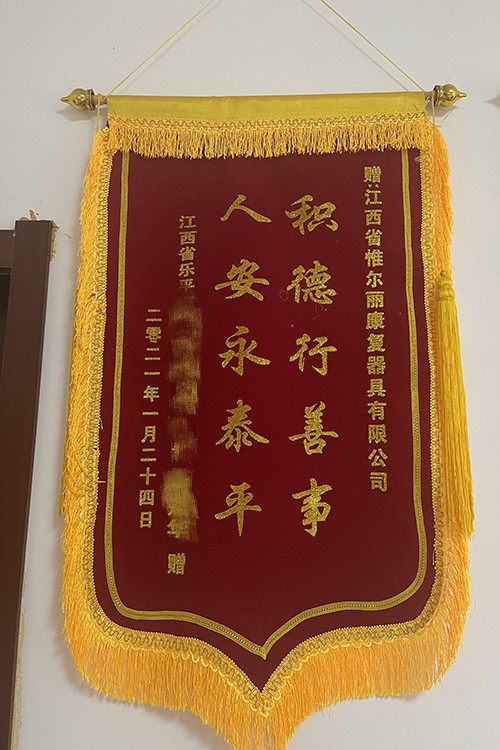 赠:江西省惟尔丽康复器具有限公司
积德行善事
人安永泰平
江西省乐平
赠
二零二一年一月二十四日